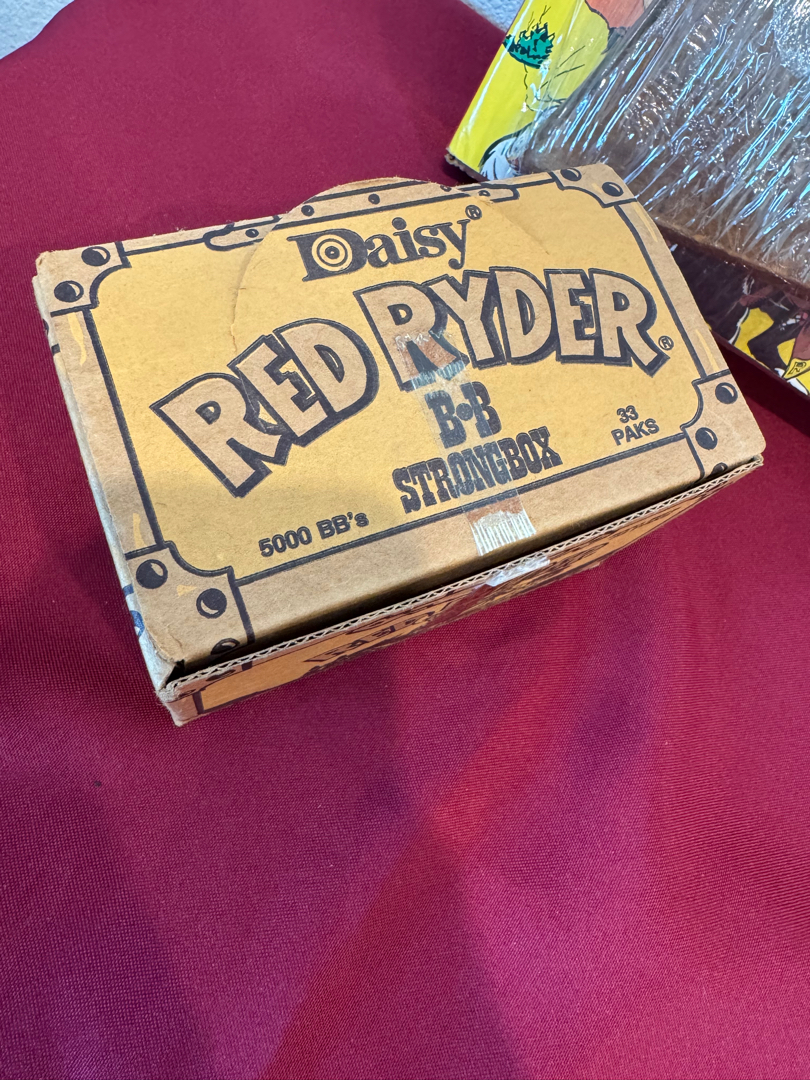 Daisy®
RED RYDER®
B•B
STRONGBOX
33
PAKS
5000 BB's